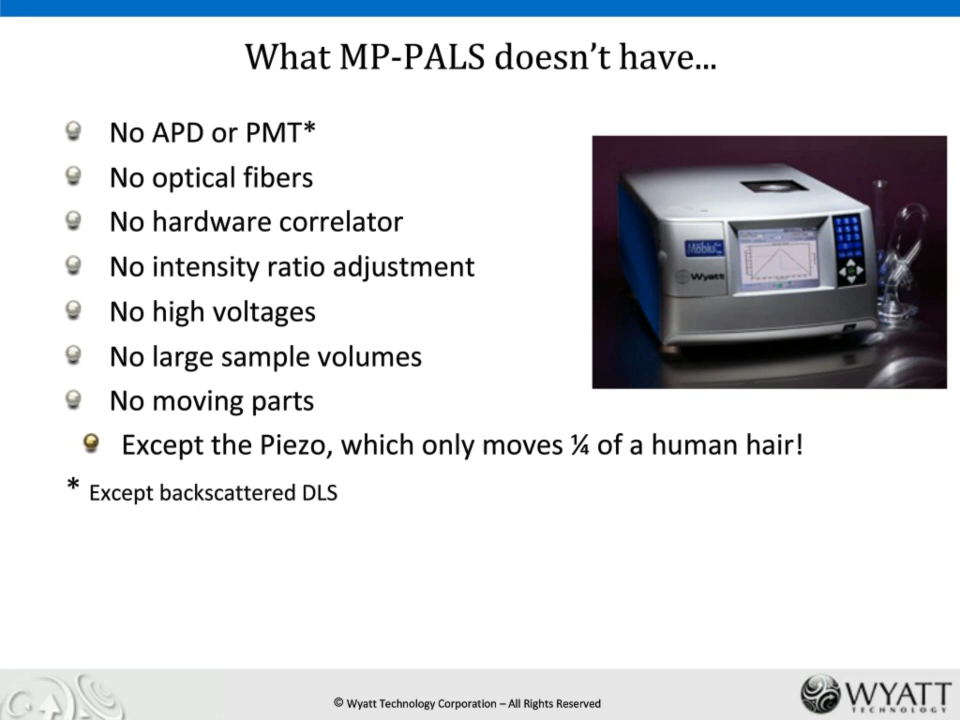 What MP-PALS doesn’t have...
No APD or PMT*
No optical fibers
No hardware correlator
No intensity ratio adjustment
No high voltages
No large sample volumes
No moving parts
Except the Piezo, which only moves ¼ of a human hair!
* Except backscattered DLS
Möbius
Wyatt
© Wyatt Technology Corporation – All Rights Reserved
WYATT
TECHNOLOGY